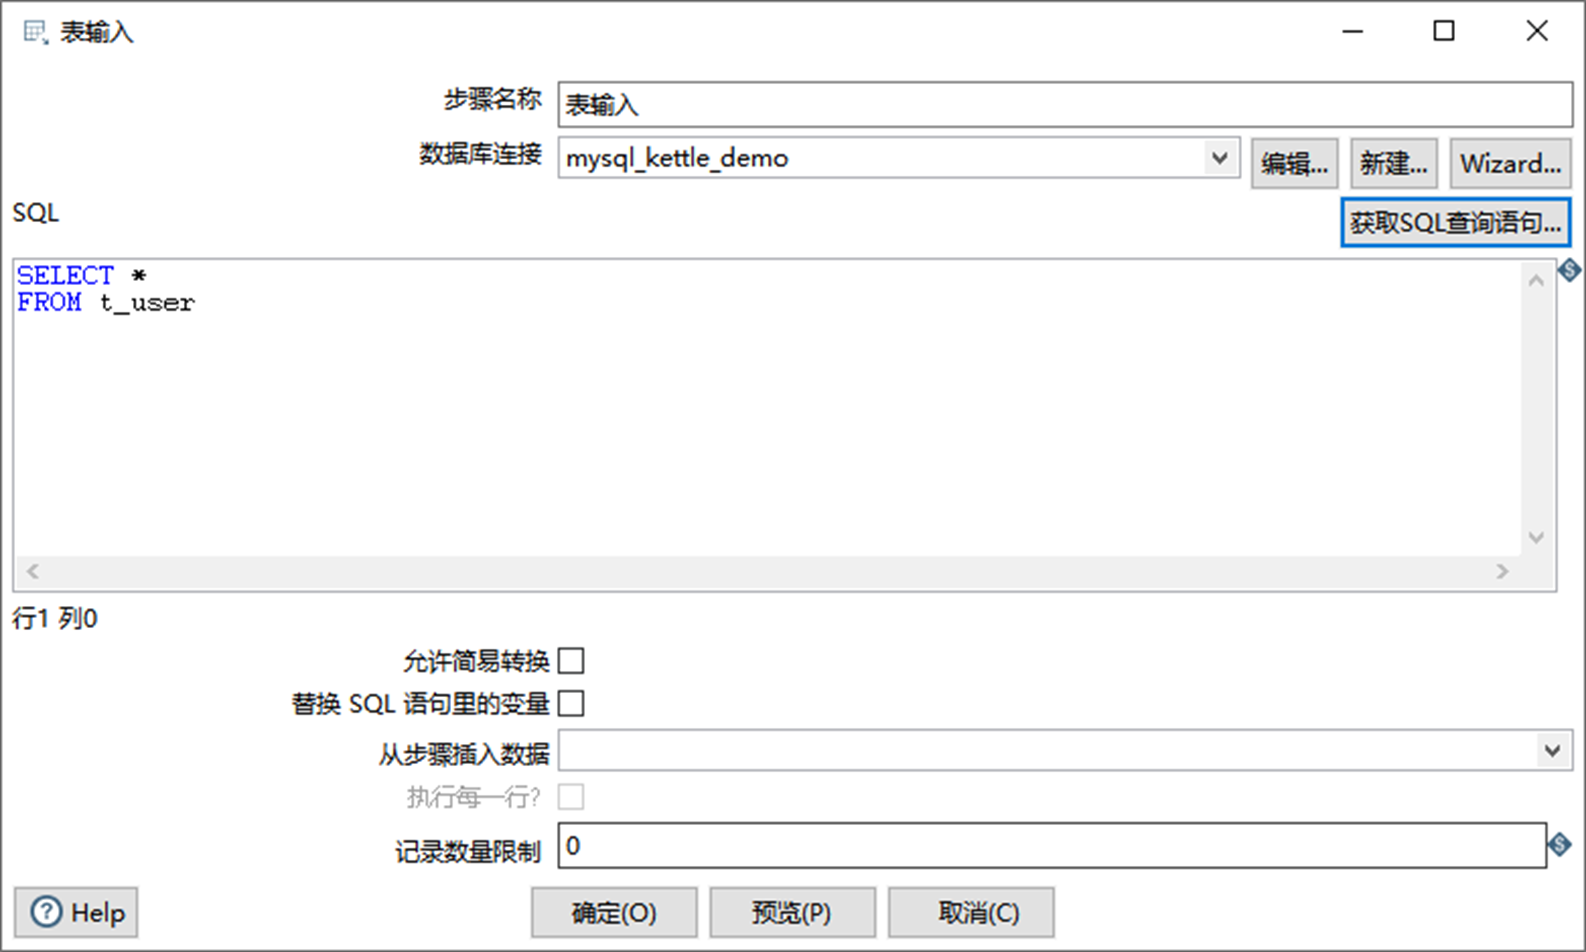 表输入
步骤名称 表输入
数据库连接 mysql_kettle_demo 编辑... 新建... Wizard...
SQL 获取SQL查询语句...
SELECT *
FROM t_user
行1 列0
允许简易转换
替换 SQL 语句里的变量
从步骤插入数据
执行每一行?
记录数量限制 0
Help 确定(O) 预览(P) 取消(C)